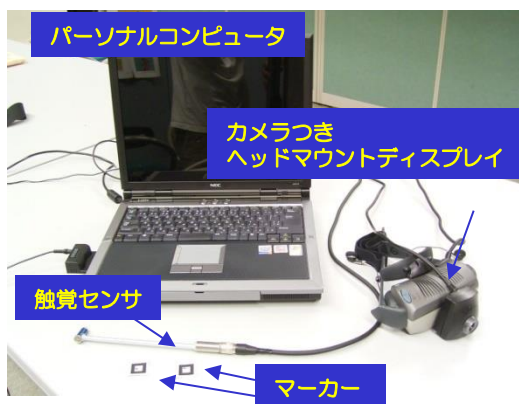 パーソナルコンピュータ
カメラつき
ヘッドマウントディスプレイ
NEC
触覚センサ
マーカー